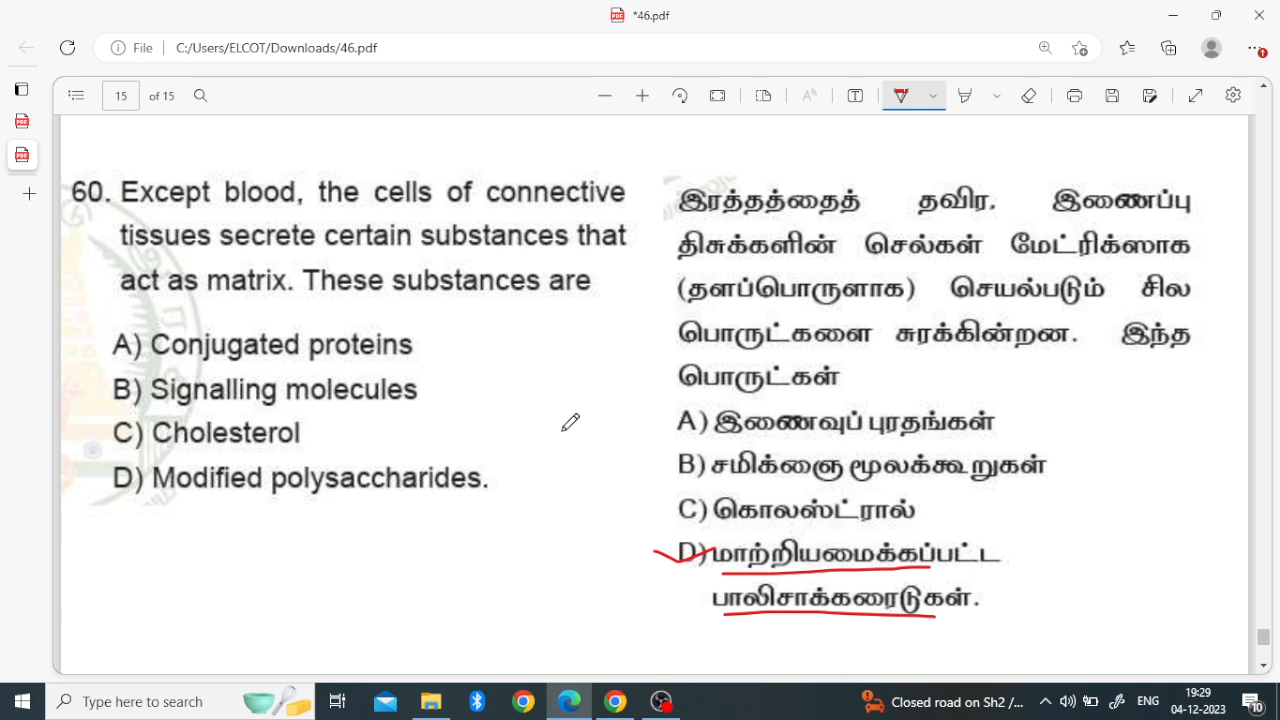 *46.pdf
File
C:/Users/ELCOT/Downloads/46.pdf
15 of 15
60. Except blood, the cells of connective
tissues secrete certain substances that
act as matrix. These substances are
A) Conjugated proteins
B) Signalling molecules
C) Cholesterol
D) Modified polysaccharides.
இரத்தத்தைத் தவிர, இணைப்பு
திசுக்களின் செல்கள் மேட்ரிக்ஸாக
(தளப்பொருளாக) செயல்படும் சில
பொருட்களை சுரக்கின்றன. இந்த
பொருட்கள்
A) இணைவுப் புரதங்கள்
B) சமிக்ஞை மூலக்கூறுகள்
C) கொலஸ்ட்ரால்
D) மாற்றியமைக்கப்பட்ட
பாலிசாக்கரைடுகள்.
Type here to search
Closed road on Sh2 /...
ENG
19:29
04-12-2023
10